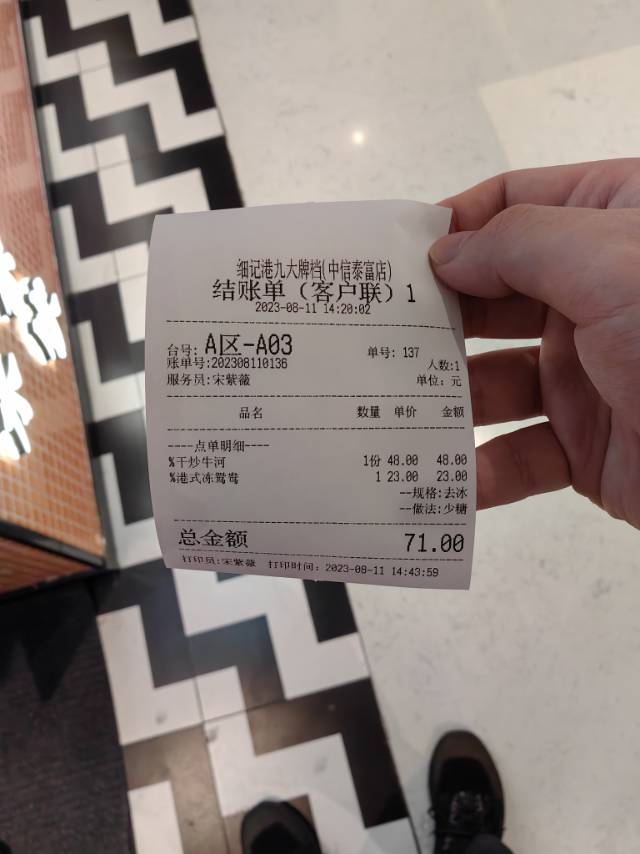 细记港九大牌档(中信泰富店)
结账单（客户联）1
2023-08-11 14:20:02
台号: A区-A03 单号: 137
账单号:202308110136 人数:1
服务员:宋紫薇 单位: 元
品名 数量 单价 金额
----点单明细----
%干炒牛河 1份 48.00 48.00
%港式冻鸳鸯 1 23.00 23.00
--规格:去冰
--做法:少糖
总金额 71.00
打印员:宋紫薇 打印时间: 2023-08-11 14:43:59